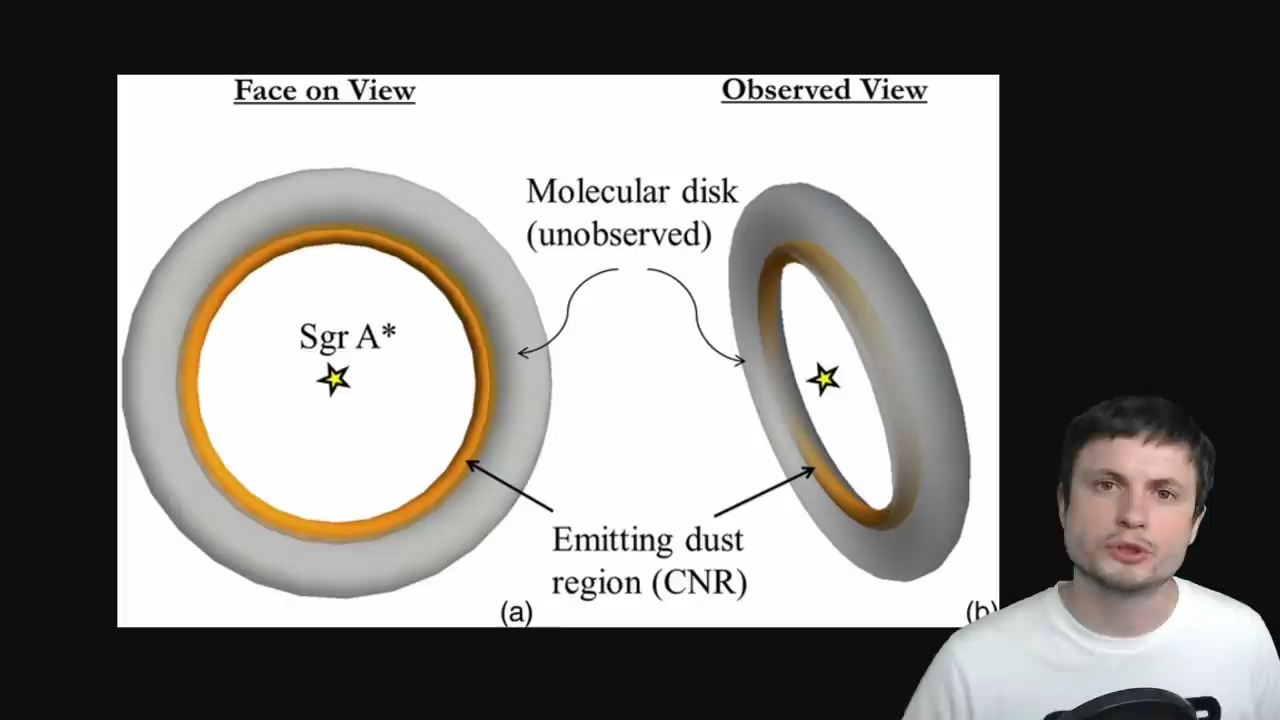 Face on View
Observed View
Molecular disk
(unobserved)
Sgr A*
Emitting dust
region (CNR)
(a)
(b)